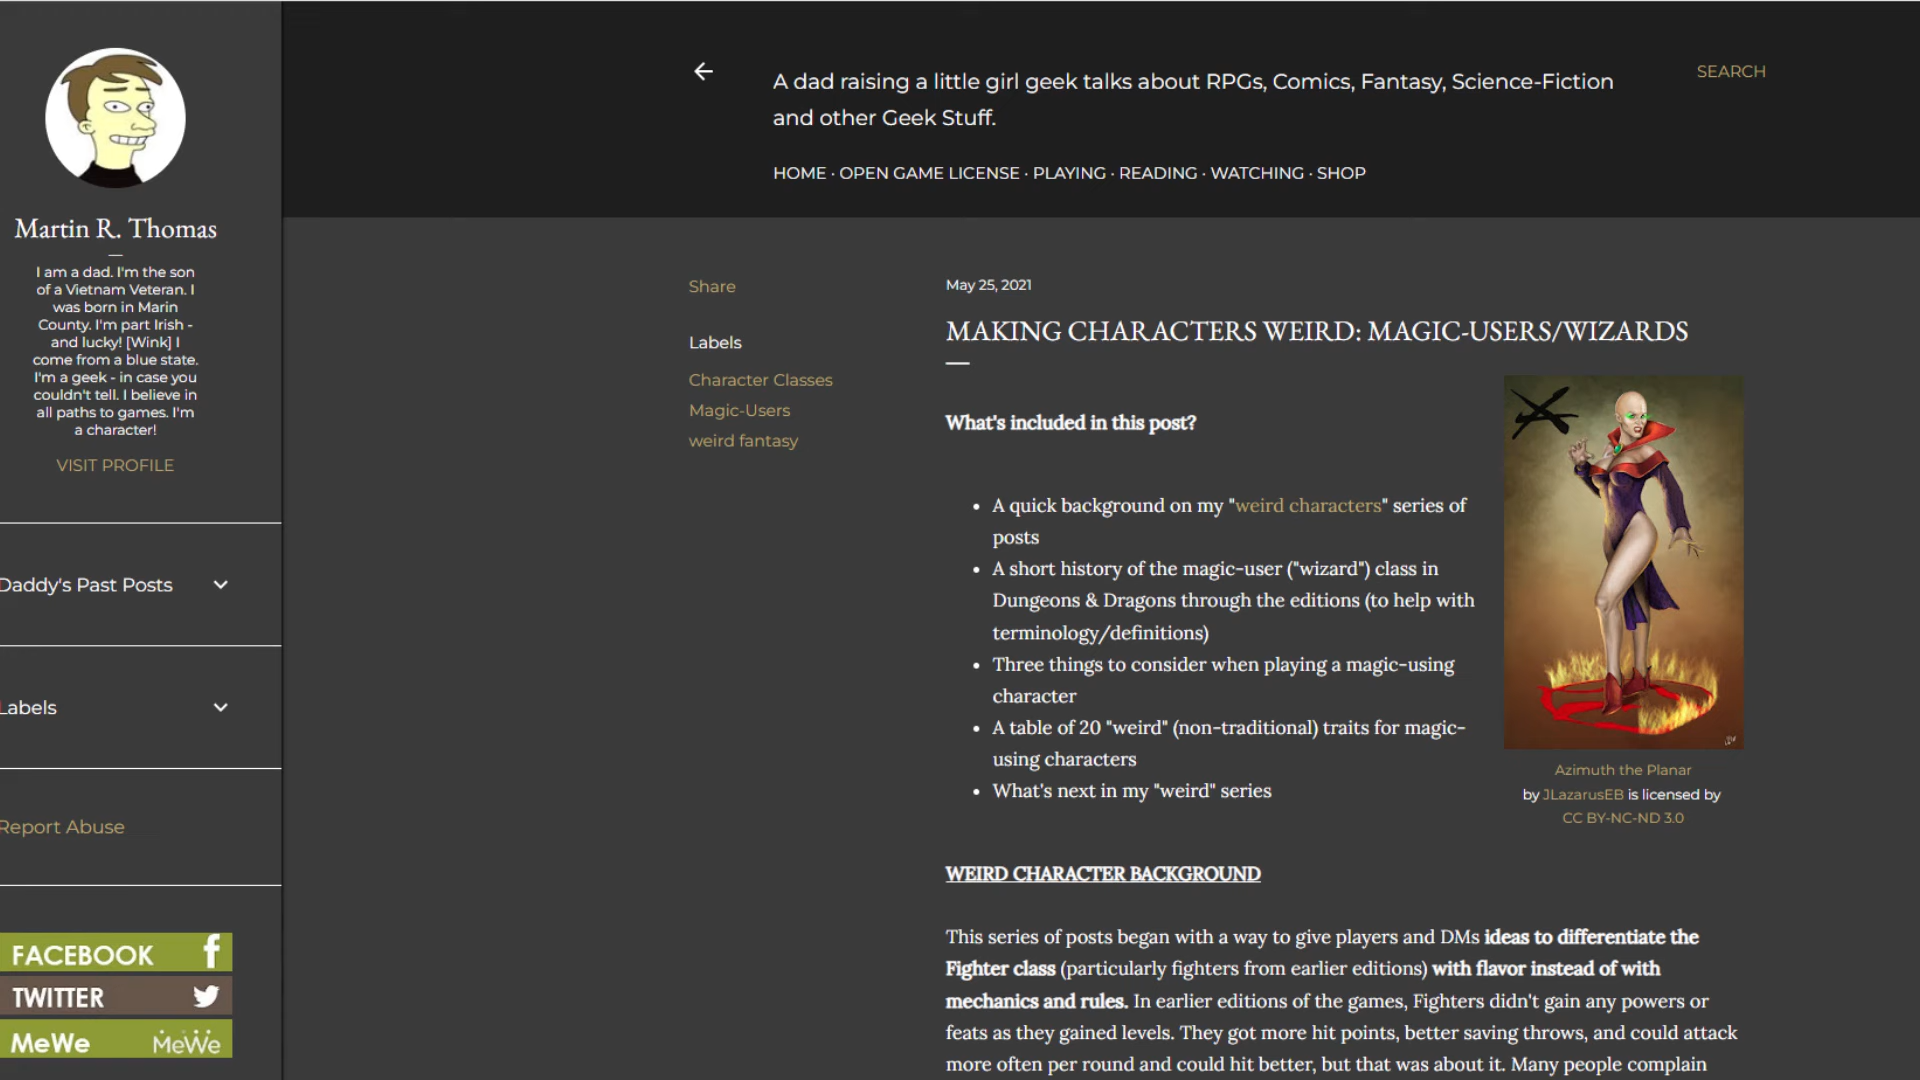 Martin R. Thomas
I am a dad. I'm the son
of a Vietnam Veteran. I
was born in Marin
County. I'm part Irish -
and lucky! [Wink] I
come from a blue state.
I'm a geek - in case you
couldn't tell. I believe in
all paths to games. I'm
a character!
VISIT PROFILE
Daddy's Past Posts
Labels
Report Abuse
FACEBOOK f
TWITTER
MeWe MeWe
A dad raising a little girl geek talks about RPGs, Comics, Fantasy, Science-Fiction
and other Geek Stuff.
SEARCH
HOME · OPEN GAME LICENSE · PLAYING · READING · WATCHING · SHOP
Share
Labels
Character Classes
Magic-Users
weird fantasy
May 25, 2021
MAKING CHARACTERS WEIRD: MAGIC-USERS/WIZARDS
What's included in this post?
• A quick background on my "weird characters" series of
posts
• A short history of the magic-user ("wizard") class in
Dungeons & Dragons through the editions (to help with
terminology/definitions)
• Three things to consider when playing a magic-using
character
• A table of 20 "weird" (non-traditional) traits for magic-
using characters
• What's next in my "weird" series
Azimuth the Planar
by JLazarusEB is licensed by
CC BY-NC-ND 3.0
WEIRD CHARACTER BACKGROUND
This series of posts began with a way to give players and DMs ideas to differentiate the
Fighter class (particularly fighters from earlier editions) with flavor instead of with
mechanics and rules. In earlier editions of the games, Fighters didn't gain any powers or
feats as they gained levels. They got more hit points, better saving throws, and could attack
more often per round and could hit better, but that was about it. Many people complain